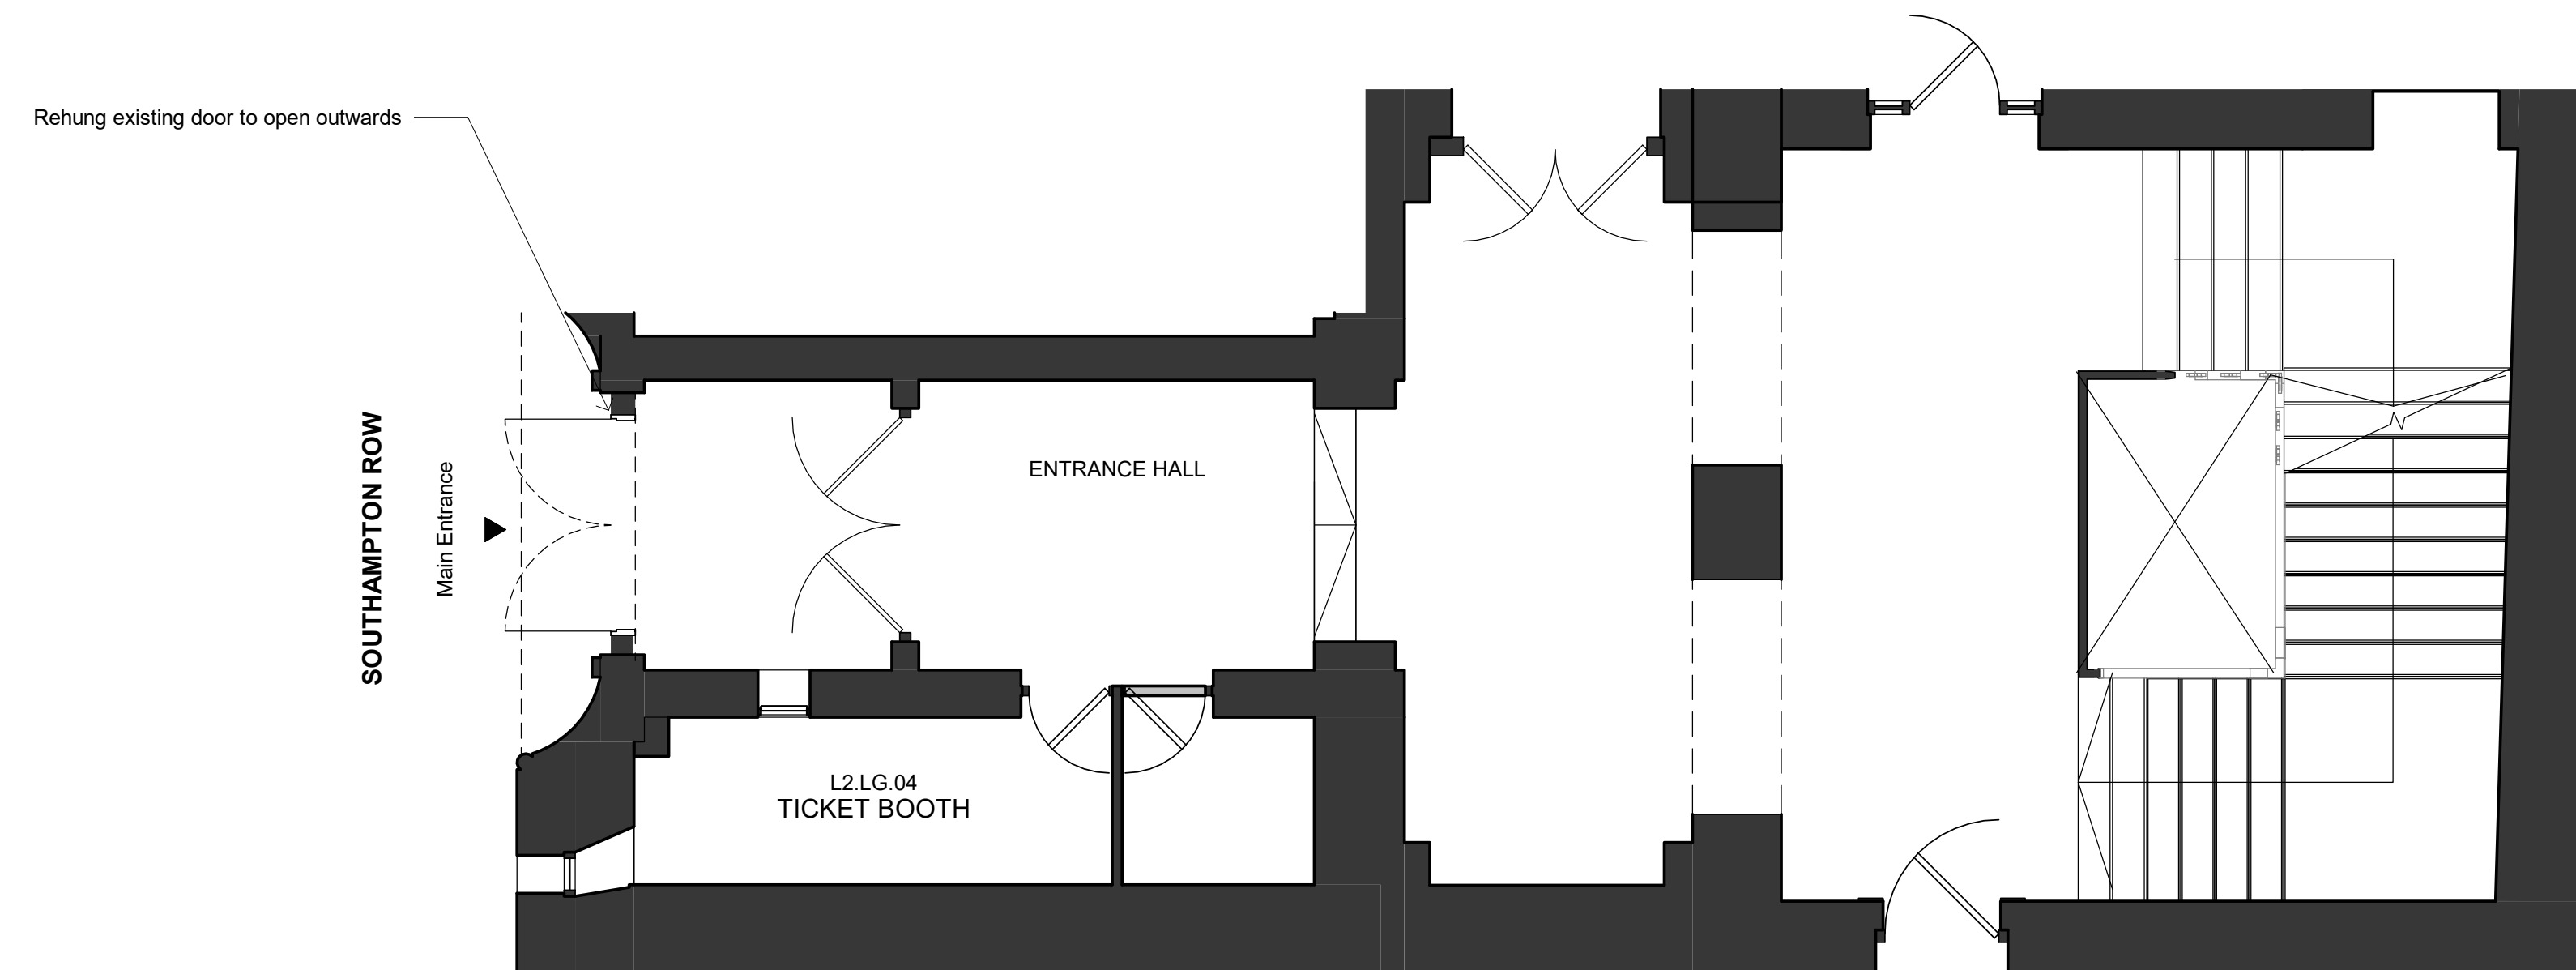 Rehung existing door to open outwards
SOUTHAMPTON ROW
Main Entrance
ENTRANCE HALL
L2.LG.04
TICKET BOOTH